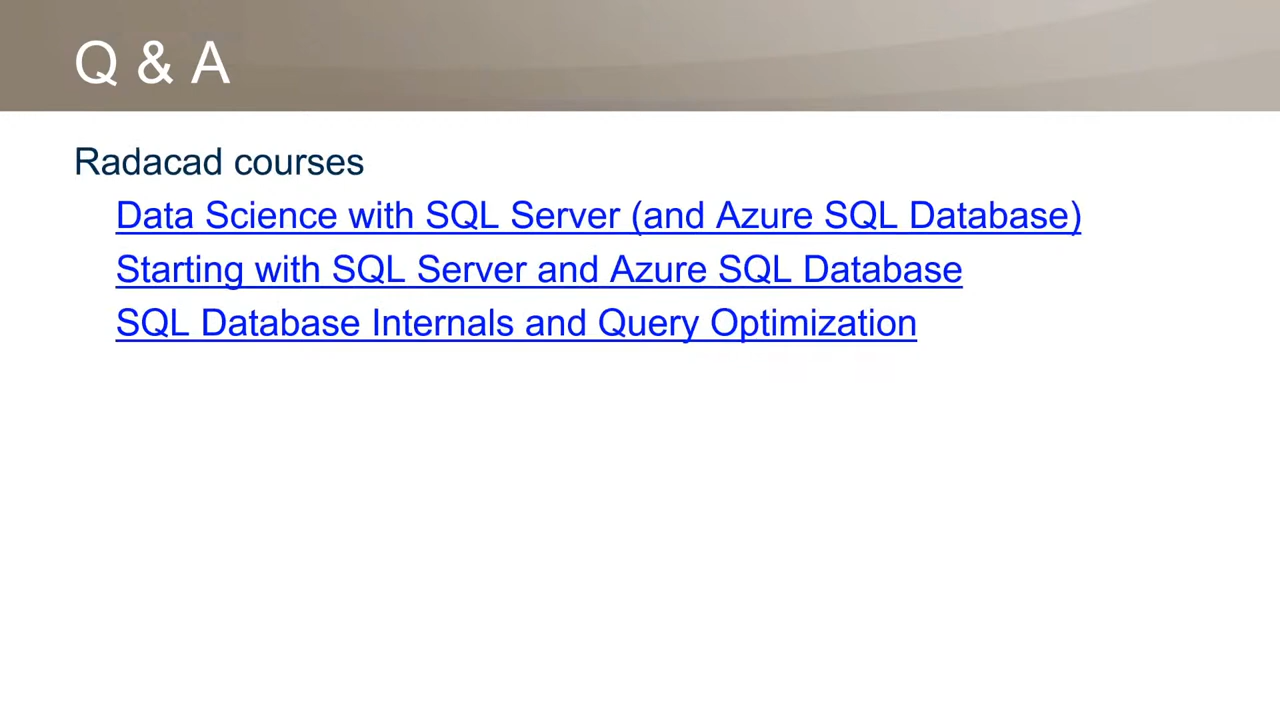 Q & A
Radacad courses
Data Science with SQL Server (and Azure SQL Database)
Starting with SQL Server and Azure SQL Database
SQL Database Internals and Query Optimization